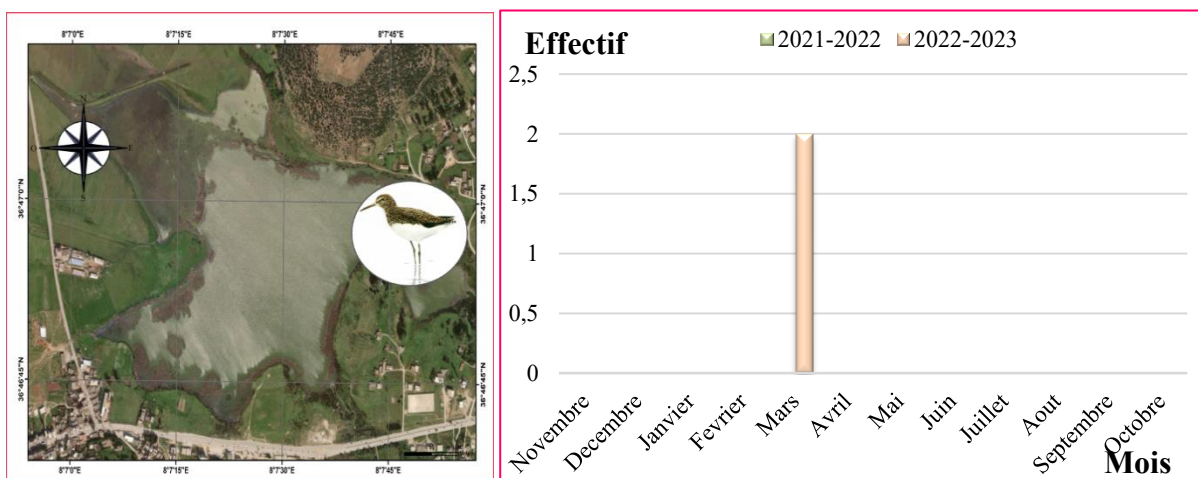 8°7'0"E 8°7'15"E 8°7'30"E 8°7'45"E
N
O E
S
36°47'0"N 36°47'0"N
36°46'45"N 36°46'45"N
8°7'0"E 8°7'15"E 8°7'30"E 8°7'45"E
Effectif
2021-2022 2022-2023
2,5
2
1,5
1
0,5
0
Novembre Decembre Janvier Fevrier Mars Avril Mai Juin Juillet Aout Septembre Octobre
Mois